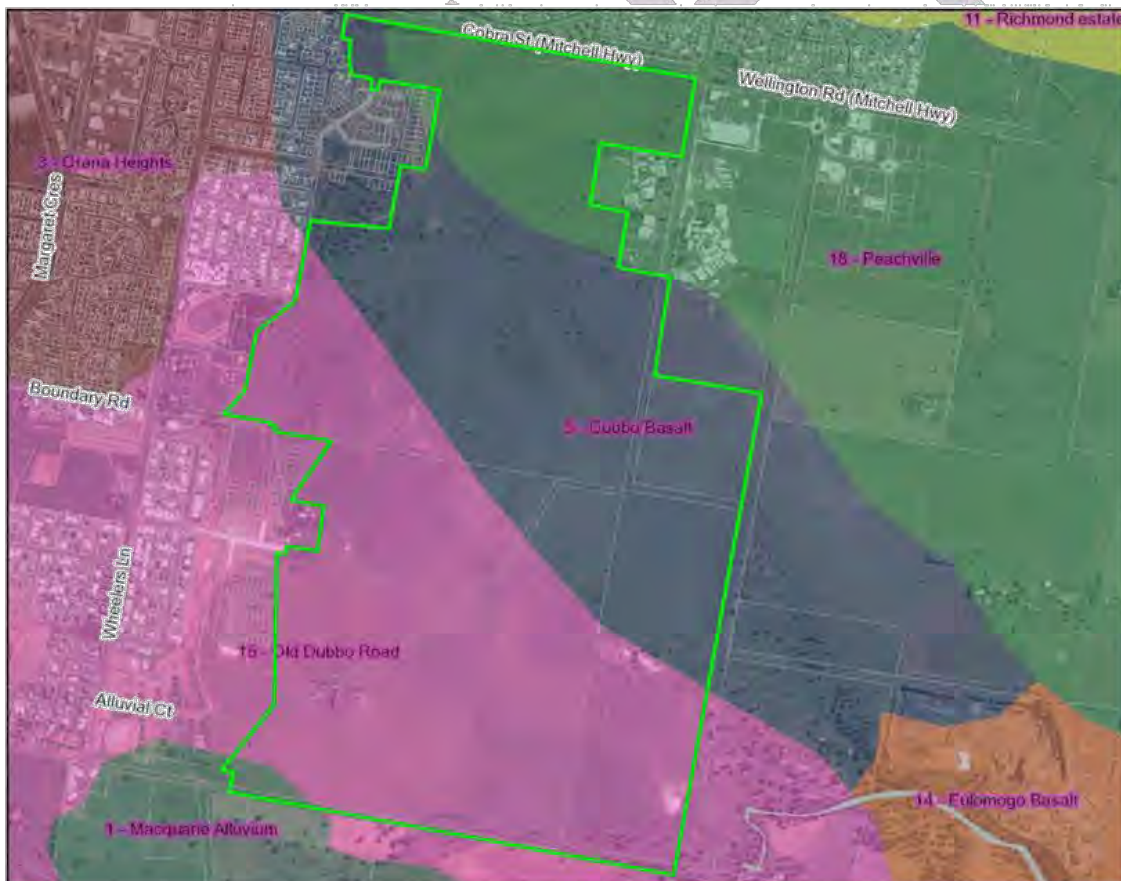 11 - Richmond estate
Cobra St (Mitchell Hwy)
Wellington Rd (Mitchell Hwy)
3 - Orana Heights
Margaret Cres
18 - Peachville
Boundary Rd
5 - Dubbo Basalt
Wheelers Ln
15 - Old Dubbo Road
Alluvial Ct
14 - Eulomogo Basalt
1 - Macquarie Alluvium